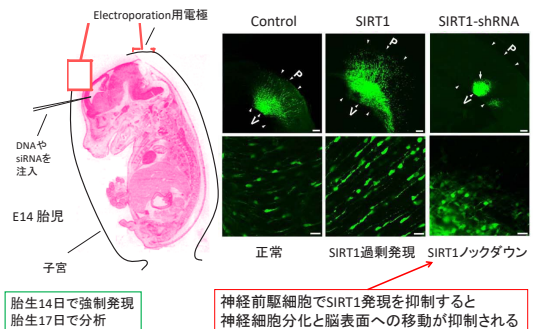 Electroporation用電極
Control
SIRT1
SIRT1-shRNA
P
V
P
V
P
V
DNAや
siRNAを
注入
E14 胎児
子宮
正常
SIRT1過剰発現
SIRT1ノックダウン
胎生14日で強制発現
胎生17日で分析
神経前駆細胞でSIRT1発現を抑制すると
神経細胞分化と脳表面への移動が抑制される